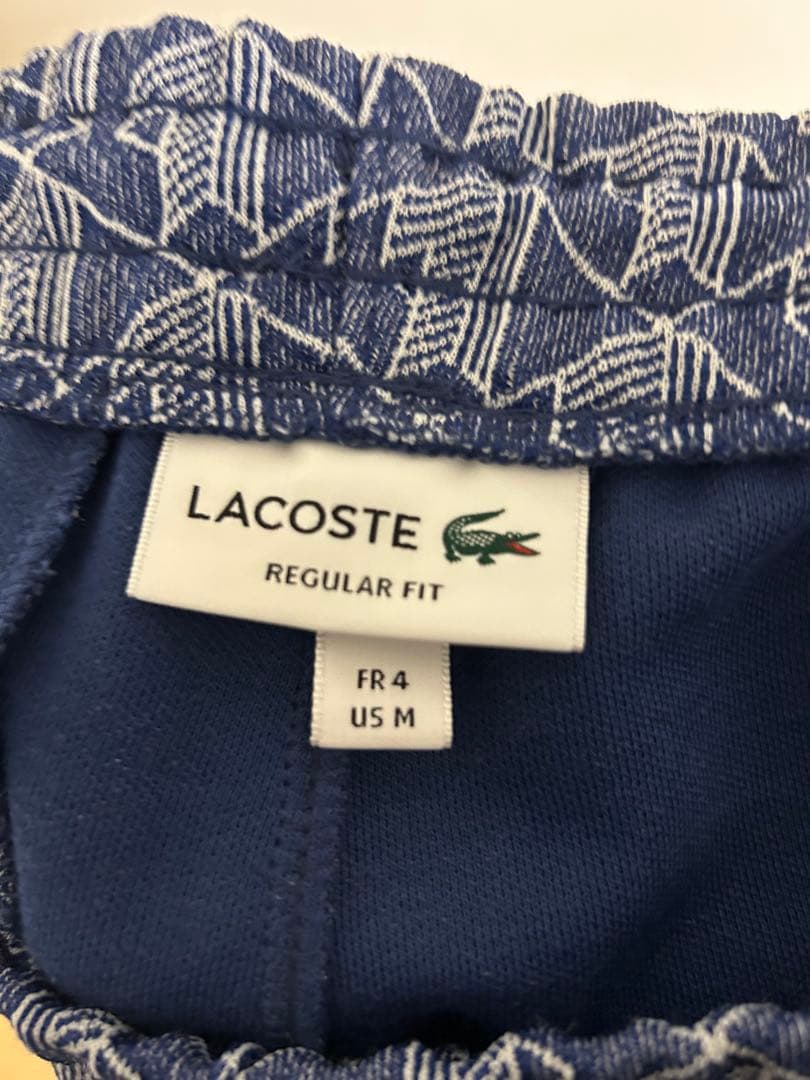 LACOSTE
REGULAR FIT
FR 4
US M